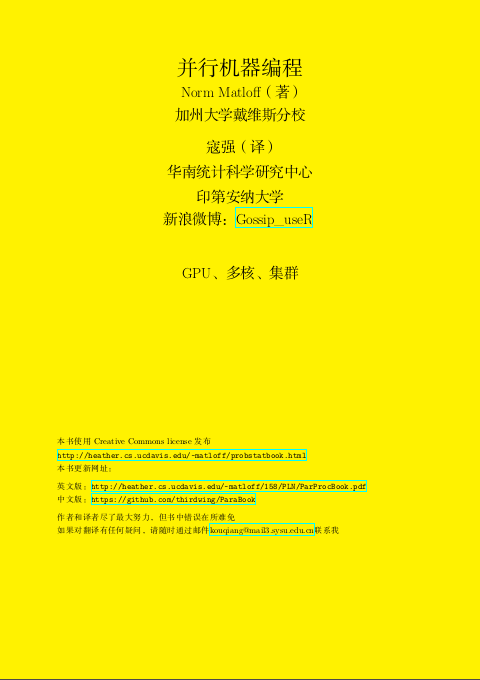 并行机器编程
Norm Matloff（著）
加州大学戴维斯分校
寇强（译）
华南统计科学研究中心
印第安纳大学
新浪微博：Gossip_useR
GPU、多核、集群
本书使用 Creative Commons license 发布
http://heather.cs.ucdavis.edu/~matloff/probstatbook.html
本书更新网址：
英文版：http://heather.cs.ucdavis.edu/~matloff/158/PLN/ParProcBook.pdf
中文版：https://github.com/thirdwing/ParaBook
作者和译者尽了最大努力，但书中错误在所难免
如果对翻译有任何疑问，请随时通过邮件kouqiang@mail3.sysu.edu.cn联系我